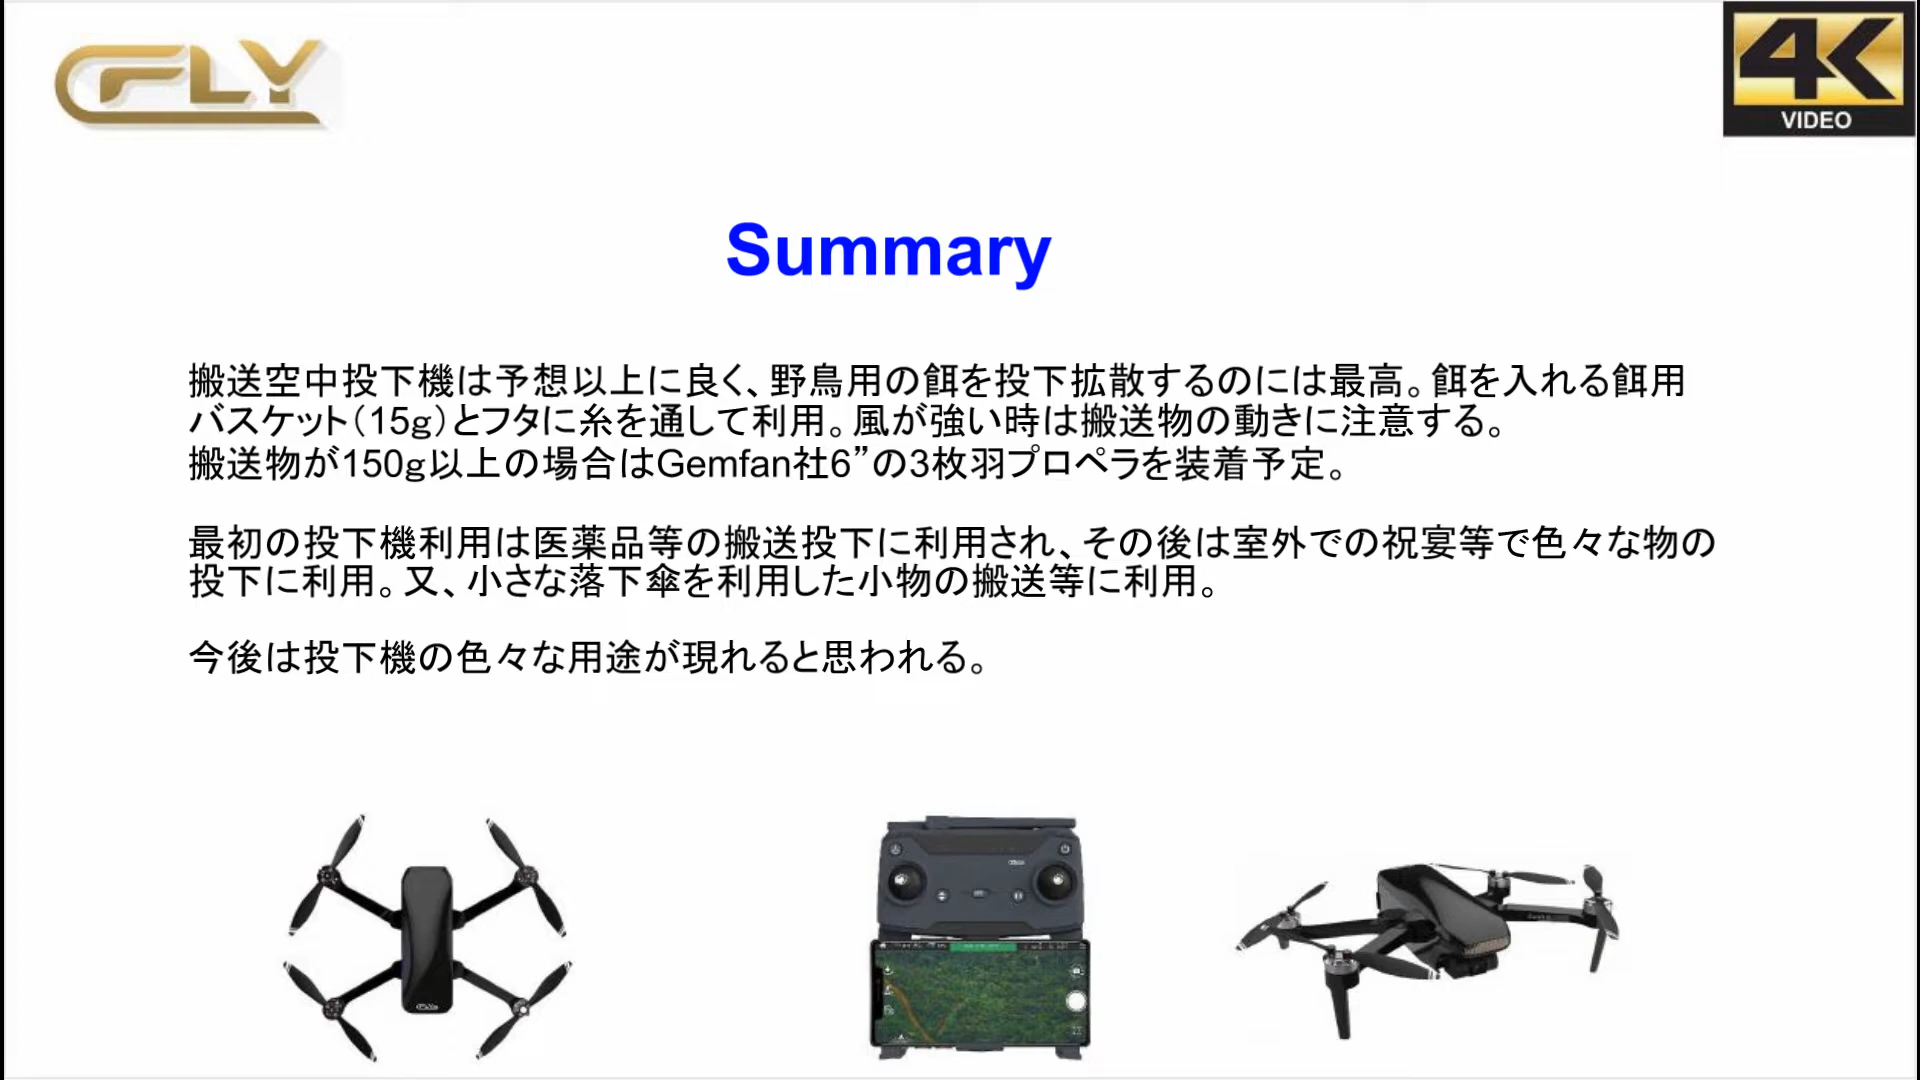 CFLY
4K
VIDEO
Summary
搬送空中投下機は予想以上に良く、野鳥用の餌を投下拡散するのには最高。餌を入れる餌用
バスケット（15g）とフタに糸を通して利用。風が強い時は搬送物の動きに注意する。
搬送物が150g以上の場合はGemfan社6”の3枚羽プロペラを装着予定。
最初の投下機利用は医薬品等の搬送投下に利用され、その後は室外での祝宴等で色々な物の
投下に利用。又、小さな落下傘を利用した小物の搬送等に利用。
今後は投下機の色々な用途が現れると思われる。